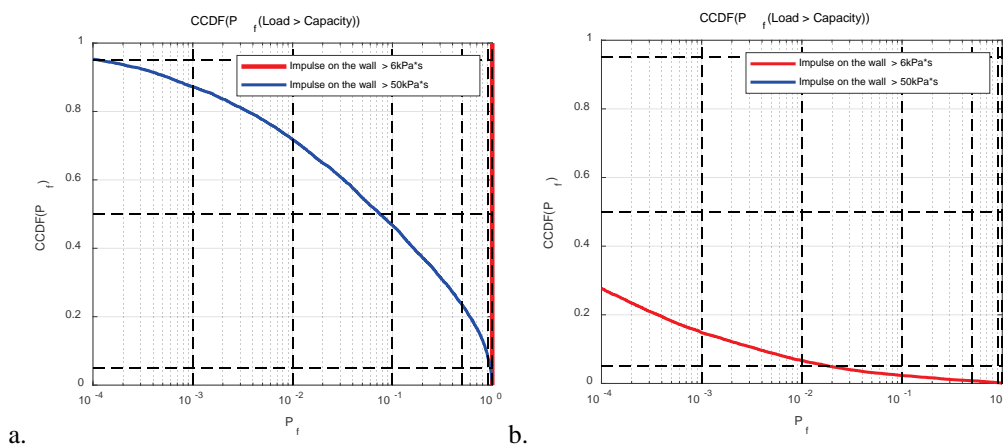 CCDF(P f (Load > Capacity))
Impulse on the wall > 6kPa*s
Impulse on the wall > 50kPa*s
CCDF(P f)
1
0.8
0.6
0.4
0.2
0
10-4
10-3
10-2
10-1
100
P f
a.
CCDF(P f (Load > Capacity))
Impulse on the wall > 6kPa*s
Impulse on the wall > 50kPa*s
CCDF(P f)
1
0.8
0.6
0.4
0.2
0
10-4
10-3
10-2
10-1
100
P f
b.